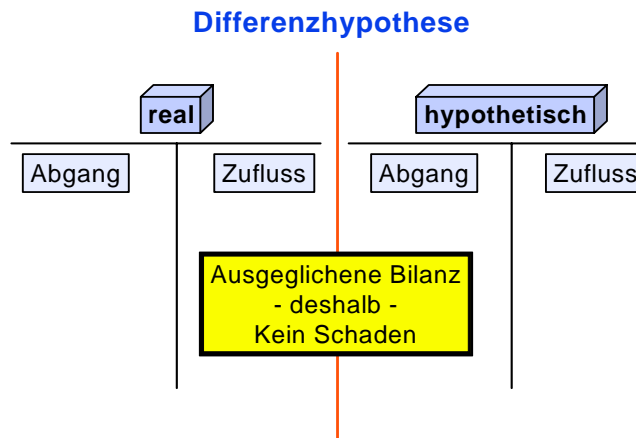 Differenzhypothese
real
hypothetisch
Abgang
Zufluss
Abgang
Zufluss
Ausgeglichene Bilanz
- deshalb -
Kein Schaden